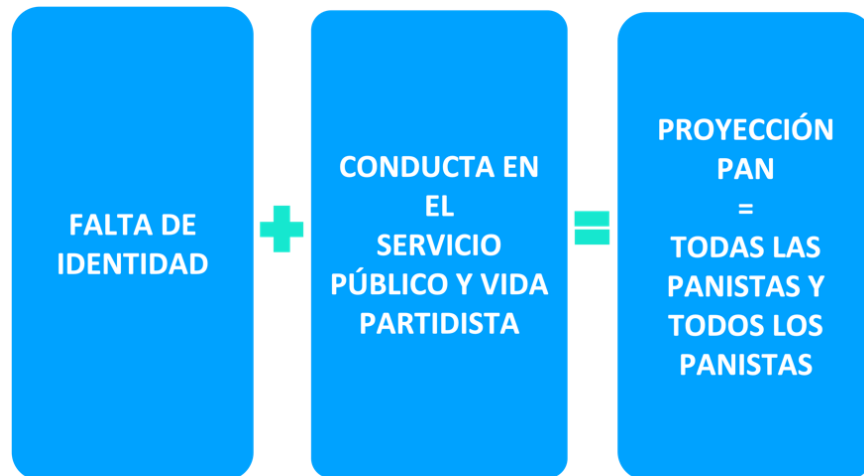 FALTA DE
IDENTIDAD
+
CONDUCTA EN
EL
SERVICIO
PÚBLICO Y VIDA
PARTIDISTA
=
PROYECCIÓN
PAN
=
TODAS LAS
PANISTAS Y
TODOS LOS
PANISTAS